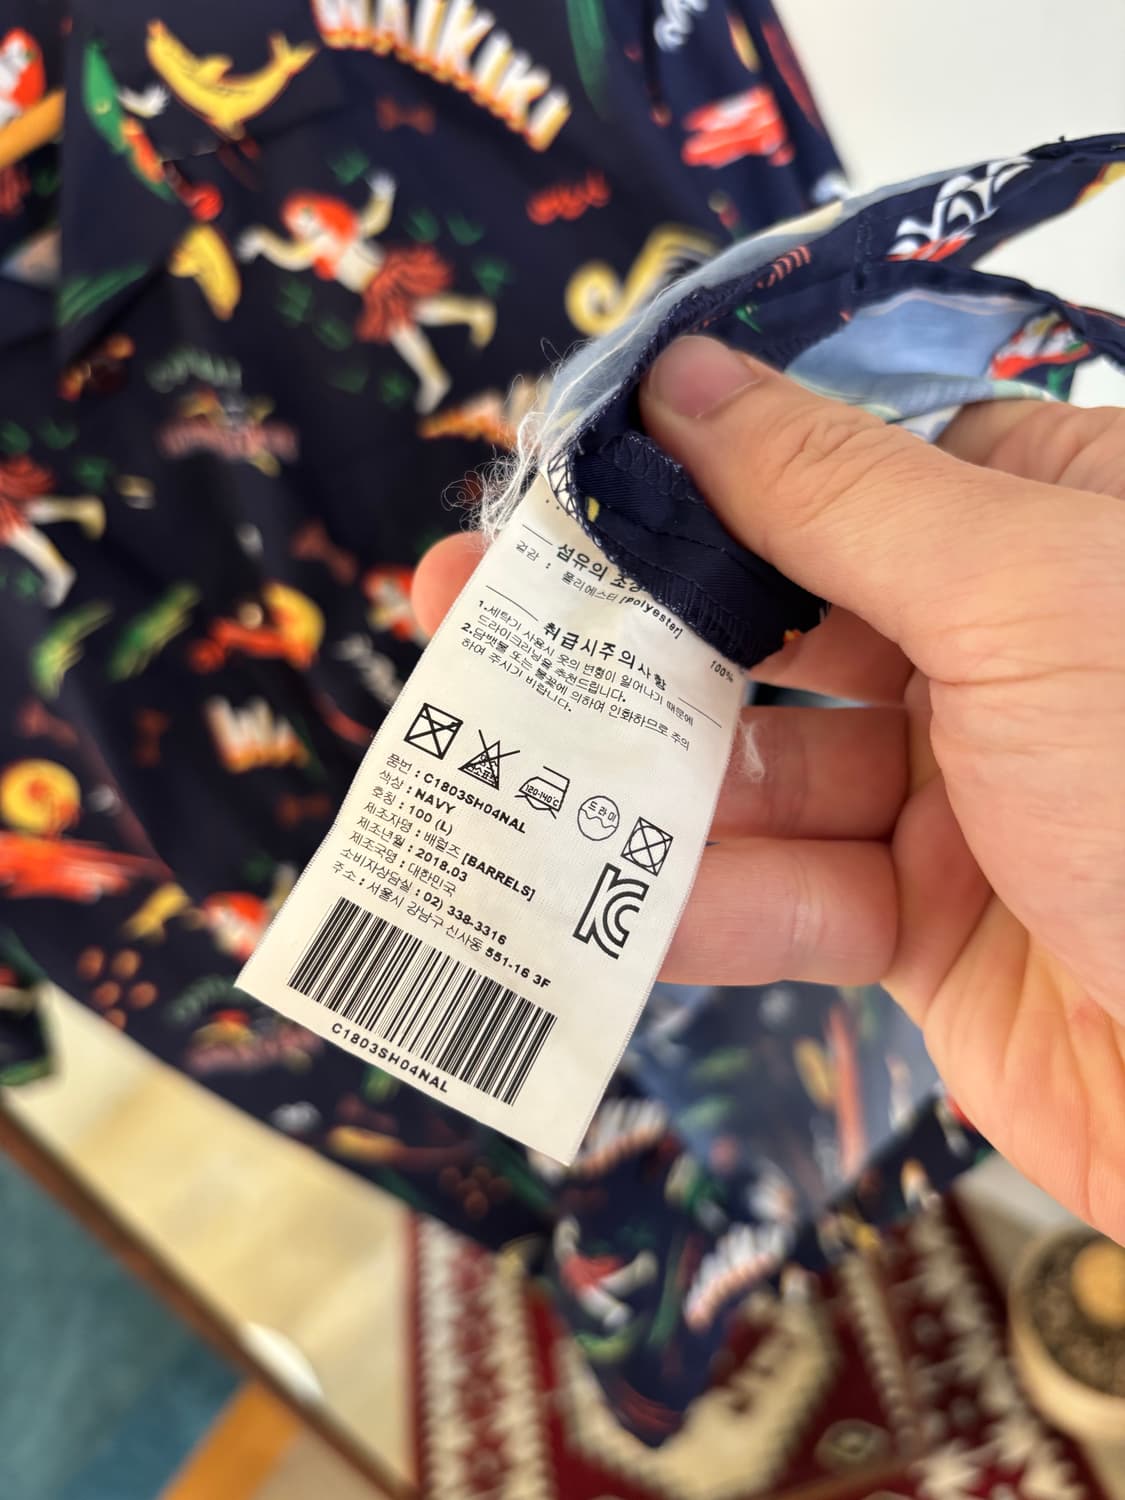 WAIKIKI
섬유의 조성
겉감 : 폴리에스터 [polyester] 100%
취급시주의사항
1.세탁기 사용시 옷의 변형이 일어나기 때문에
드라이크리닝을 추천드립니다.
2.담뱃불 또는 불꽃에 의하여 인화하므로 주의
하여 주시기 바랍니다.
120-140℃
드라이
품번 : C1803SH04NAL
색상 : NAVY
호칭 : 100 (L)
제조자명 : 배럴즈 [BARRELS]
제조년월 : 2018.03
제조국명 : 대한민국
소비자상담실 : 02) 338-3316
주소 : 서울시 강남구 신사동 551-16 3F
KC
C1803SH04NAL